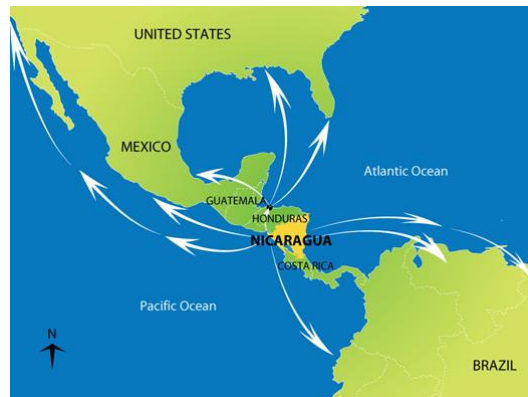 UNITED STATES
MEXICO
Atlantic Ocean
GUATEMALA
HONDURAS
NICARAGUA
COSTA RICA
Pacific Ocean
N
BRAZIL